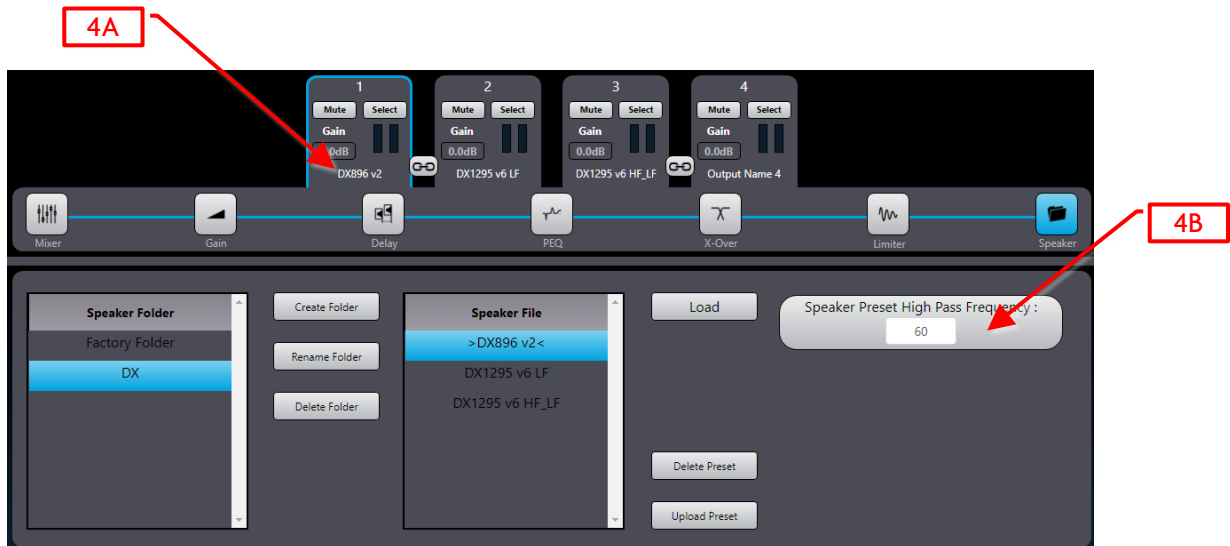 4A
1
2
3
4
Mute Select
Mute Select
Mute Select
Mute Select
Gain
Gain
Gain
Gain
0.0dB
0.0dB
0.0dB
0.0dB
DX896 v2
DX1295 v6 LF
DX1295 v6 HF_LF
Output Name 4
Mixer
Gain
Delay
PEQ
X-Over
Limiter
Speaker
4B
Speaker Folder
Factory Folder
DX
Create Folder
Rename Folder
Delete Folder
Speaker File
>DX896 v2<
DX1295 v6 LF
DX1295 v6 HF_LF
Load
Delete Preset
Upload Preset
Speaker Preset High Pass Frequency :
60